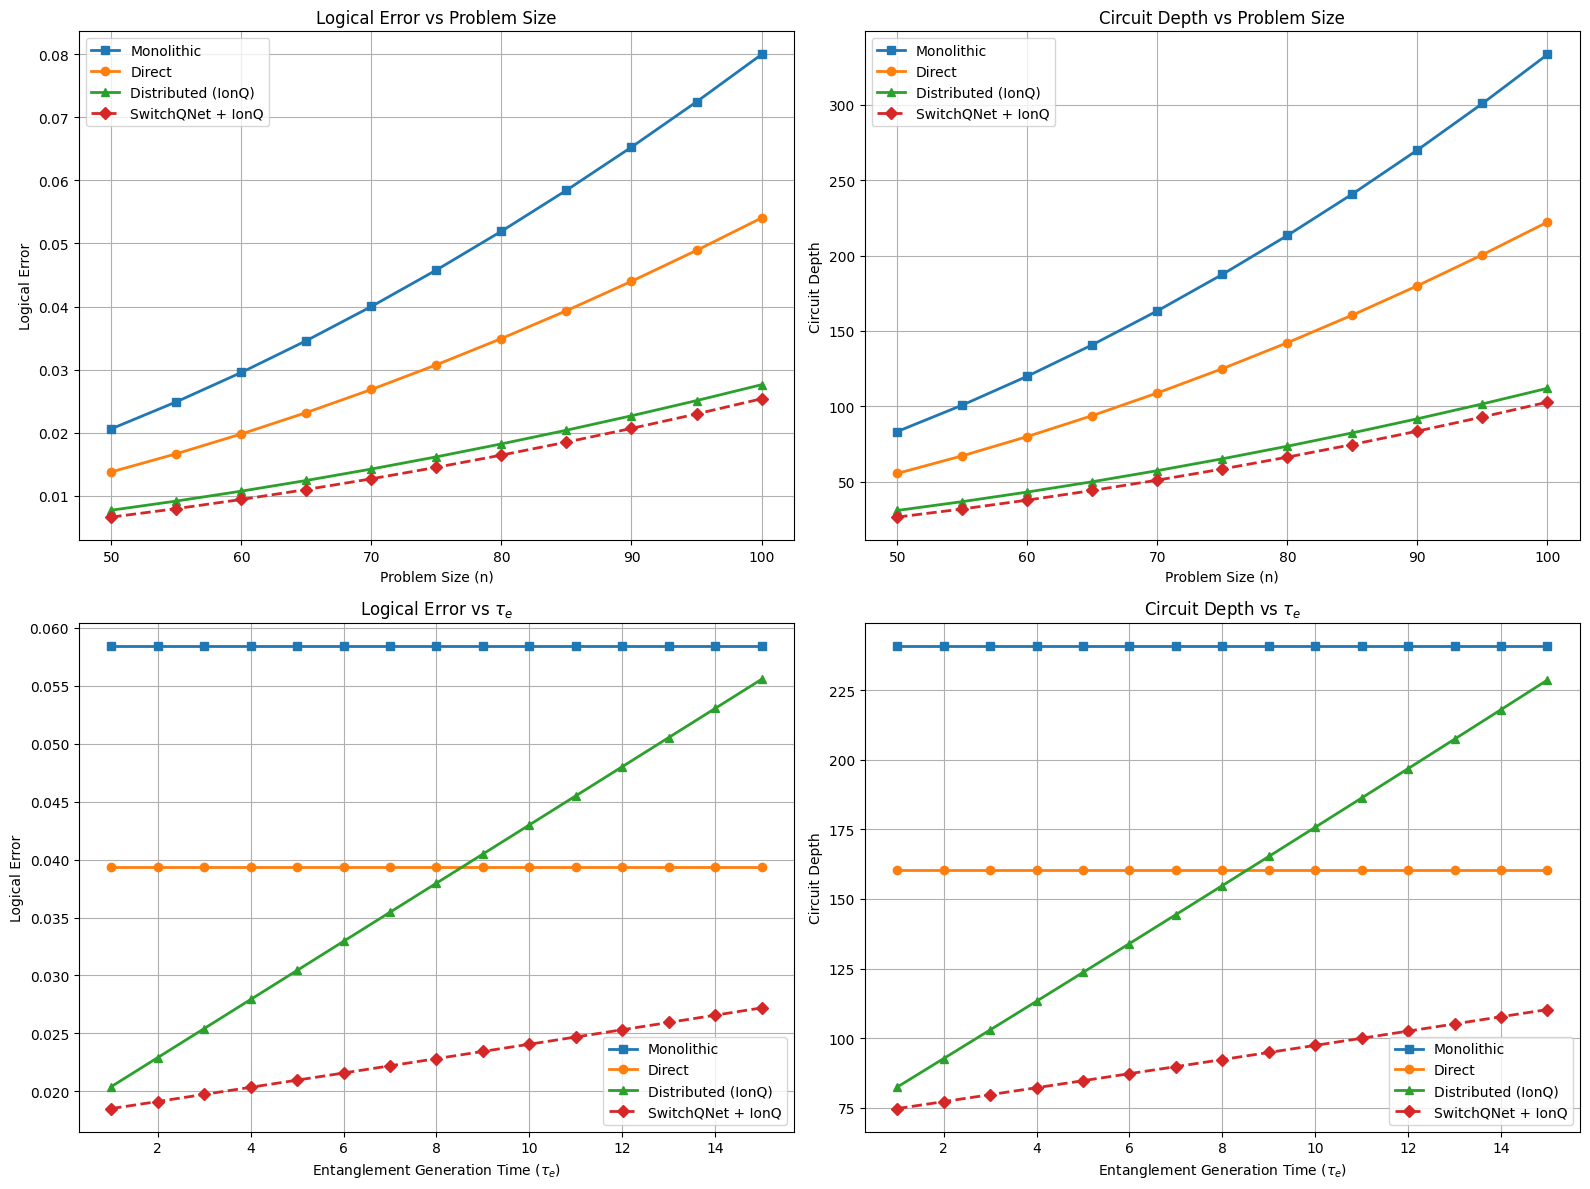 Logical Error vs Problem Size
Logical Error
0.08
0.07
0.06
0.05
0.04
0.03
0.02
0.01
Monolithic
Direct
Distributed (IonQ)
SwitchQNet + IonQ
50 60 70 80 90 100
Problem Size (n)
Circuit Depth vs Problem Size
Circuit Depth
300
250
200
150
100
50
Monolithic
Direct
Distributed (IonQ)
SwitchQNet + IonQ
50 60 70 80 90 100
Problem Size (n)
Logical Error vs τₑ
Logical Error
0.060
0.055
0.050
0.045
0.040
0.035
0.030
0.025
0.020
Monolithic
Direct
Distributed (IonQ)
SwitchQNet + IonQ
2 4 6 8 10 12 14
Entanglement Generation Time (τₑ)
Circuit Depth vs τₑ
Circuit Depth
225
200
175
150
125
100
75
Monolithic
Direct
Distributed (IonQ)
SwitchQNet + IonQ
2 4 6 8 10 12 14
Entanglement Generation Time (τₑ)